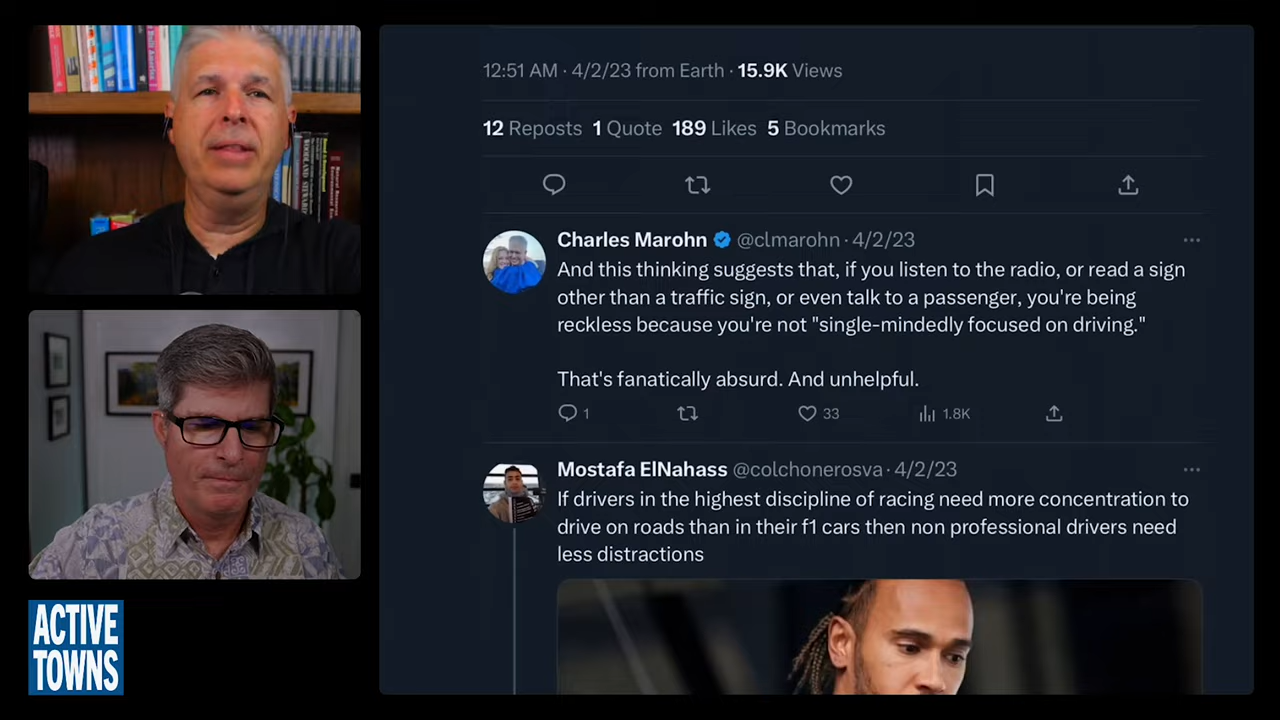 12:51 AM · 4/2/23 from Earth · 15.9K Views
12 Reposts 1 Quote 189 Likes 5 Bookmarks
Charles Marohn @clmarohn · 4/2/23
And this thinking suggests that, if you listen to the radio, or read a sign
other than a traffic sign, or even talk to a passenger, you're being
reckless because you're not "single-mindedly focused on driving."
That's fanatically absurd. And unhelpful.
1 33 1.8K
Mostafa ElNahass @colchonerosva · 4/2/23
If drivers in the highest discipline of racing need more concentration to
drive on roads than in their f1 cars then non professional drivers need
less distractions
ACTIVE
TOWNS